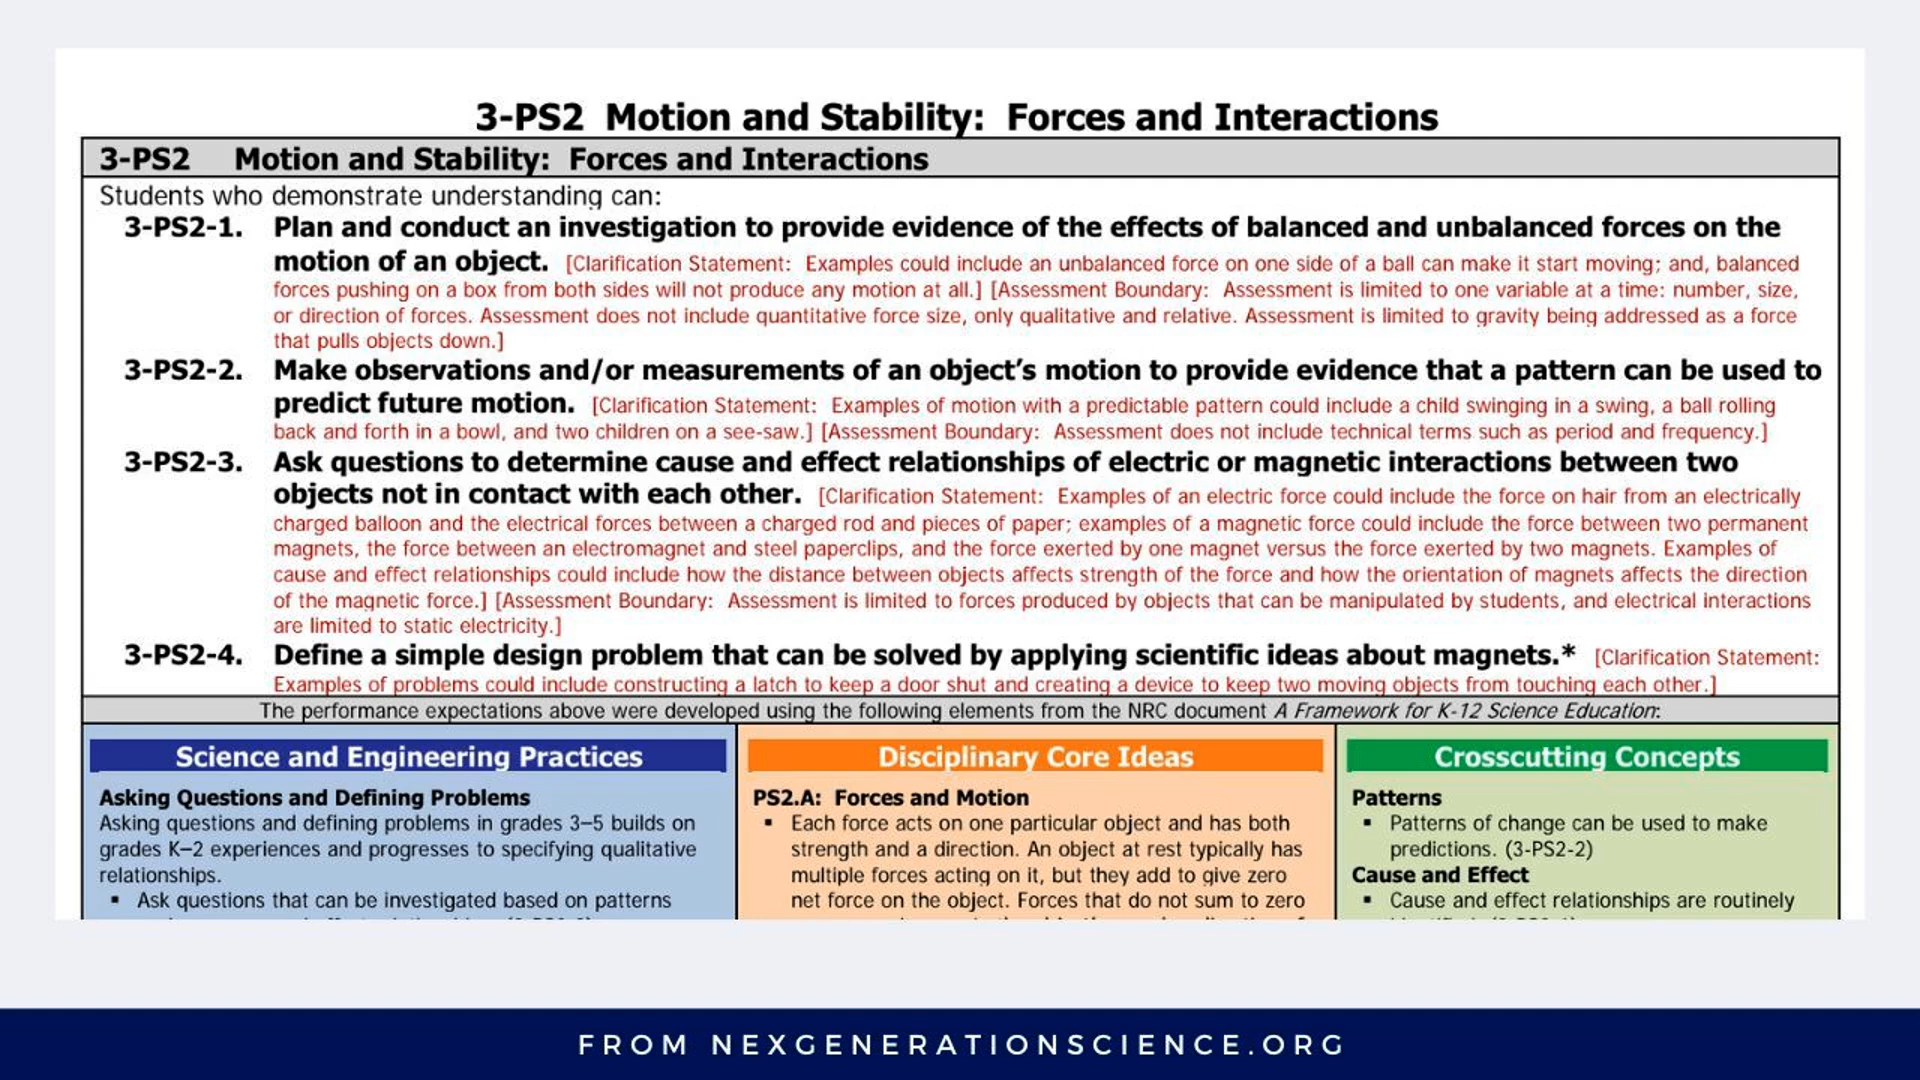 3-PS2 Motion and Stability: Forces and Interactions
3-PS2 Motion and Stability: Forces and Interactions
Students who demonstrate understanding can:
3-PS2-1. Plan and conduct an investigation to provide evidence of the effects of balanced and unbalanced forces on the
motion of an object. [Clarification Statement: Examples could include an unbalanced force on one side of a ball can make it start moving; and, balanced
forces pushing on a box from both sides will not produce any motion at all.] [Assessment Boundary: Assessment is limited to one variable at a time: number, size,
or direction of forces. Assessment does not include quantitative force size, only qualitative and relative. Assessment is limited to gravity being addressed as a force
that pulls objects down.]
3-PS2-2. Make observations and/or measurements of an object’s motion to provide evidence that a pattern can be used to
predict future motion. [Clarification Statement: Examples of motion with a predictable pattern could include a child swinging in a swing, a ball rolling
back and forth in a bowl, and two children on a see-saw.] [Assessment Boundary: Assessment does not include technical terms such as period and frequency.]
3-PS2-3. Ask questions to determine cause and effect relationships of electric or magnetic interactions between two
objects not in contact with each other. [Clarification Statement: Examples of an electric force could include the force on hair from an electrically
charged balloon and the electrical forces between a charged rod and pieces of paper; examples of a magnetic force could include the force between two permanent
magnets, the force between an electromagnet and steel paperclips, and the force exerted by one magnet versus the force exerted by two magnets. Examples of
cause and effect relationships could include how the distance between objects affects strength of the force and how the orientation of magnets affects the direction
of the magnetic force.] [Assessment Boundary: Assessment is limited to forces produced by objects that can be manipulated by students, and electrical interactions
are limited to static electricity.]
3-PS2-4. Define a simple design problem that can be solved by applying scientific ideas about magnets.* [Clarification Statement:
Examples of problems could include constructing a latch to keep a door shut and creating a device to keep two moving objects from touching each other.]
The performance expectations above were developed using the following elements from the NRC document A Framework for K-12 Science Education:
Science and Engineering Practices
Asking Questions and Defining Problems
Asking questions and defining problems in grades 3–5 builds on
grades K–2 experiences and progresses to specifying qualitative
relationships.
▪ Ask questions that can be investigated based on patterns
Disciplinary Core Ideas
PS2.A: Forces and Motion
▪ Each force acts on one particular object and has both
strength and a direction. An object at rest typically has
multiple forces acting on it, but they add to give zero
net force on the object. Forces that do not sum to zero
Crosscutting Concepts
Patterns
▪ Patterns of change can be used to make
predictions. (3-PS2-2)
Cause and Effect
▪ Cause and effect relationships are routinely
FROM NEXGENERATIONSCIENCE.ORG